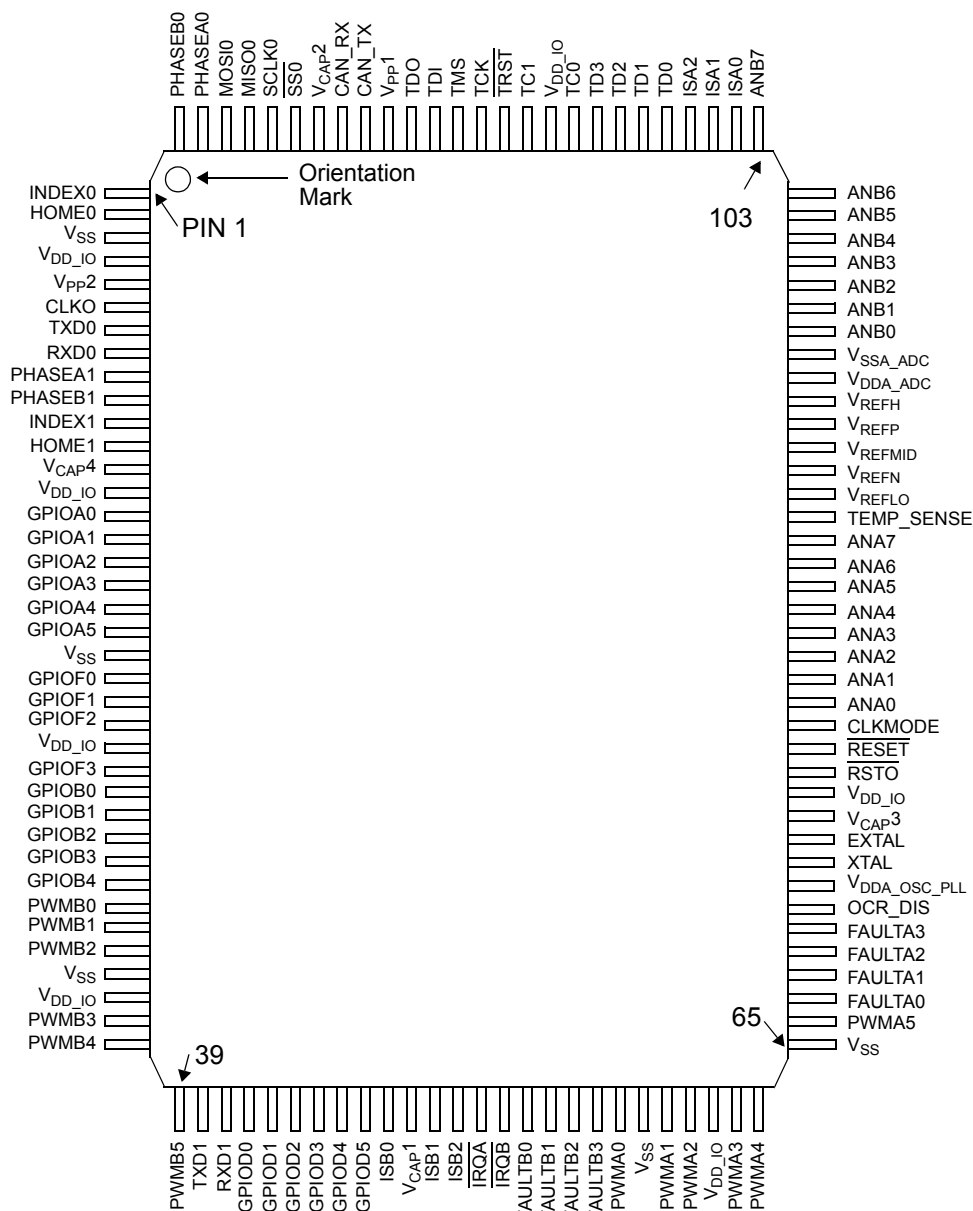 PHASEB0
PHASEA0
MOSI0
MISO0
SCLK0
SS0
VCAP2
CAN_RX
CAN_TX
VPP1
TDO
TDI
TMS
TCK
TRST
TC1
VDD_IO
TC0
TD3
TD2
TD1
TD0
ISA2
ISA1
ISA0
ANB7
Orientation
Mark
PIN 1
103
INDEX0
HOME0
VSS
VDD_IO
VPP2
CLKO
TXD0
RXD0
PHASEA1
PHASEB1
INDEX1
HOME1
VCAP4
VDD_IO
GPIOA0
GPIOA1
GPIOA2
GPIOA3
GPIOA4
GPIOA5
VSS
GPIOF0
GPIOF1
GPIOF2
VDD_IO
GPIOF3
GPIOB0
GPIOB1
GPIOB2
GPIOB3
GPIOB4
PWMB0
PWMB1
PWMB2
VSS
VDD_IO
PWMB3
PWMB4
ANB6
ANB5
ANB4
ANB3
ANB2
ANB1
ANB0
VSSA_ADC
VDDA_ADC
VREFH
VREFP
VREFMID
VREFN
VREFLO
TEMP_SENSE
ANA7
ANA6
ANA5
ANA4
ANA3
ANA2
ANA1
ANA0
CLKMODE
RESET
RSTO
VDD_IO
VCAP3
EXTAL
XTAL
VDDA_OSC_PLL
OCR_DIS
FAULTA3
FAULTA2
FAULTA1
FAULTA0
PWMA5
VSS
39
65
PWMB5
TXD1
RXD1
GPIOD0
GPIOD1
GPIOD2
GPIOD3
GPIOD4
GPIOD5
ISB0
VCAP1
ISB1
ISB2
IRQA
IRQB
FAULTB0
FAULTB1
FAULTB2
FAULTB3
PWMA0
VSS
PWMA1
PWMA2
VDD_IO
PWMA3
PWMA4